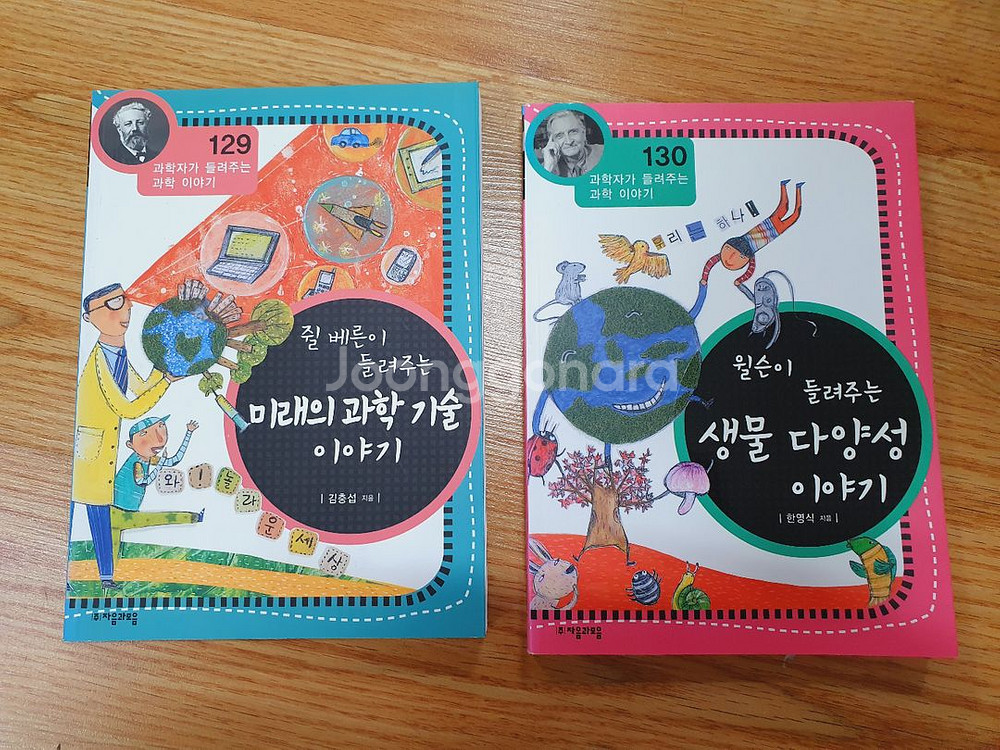 129
과학자가 들려주는
과학 이야기
쥘 베른이
들려주는
미래의 과학 기술
이야기
| 김충섭 지음 |
와!놀라운세상
(주)자음과모음
130
과학자가 들려주는
과학 이야기
우리는 하나!
윌슨이
들려주는
생물 다양성
이야기
| 한영식 지음 |
(주)자음과모음
Joonggonara